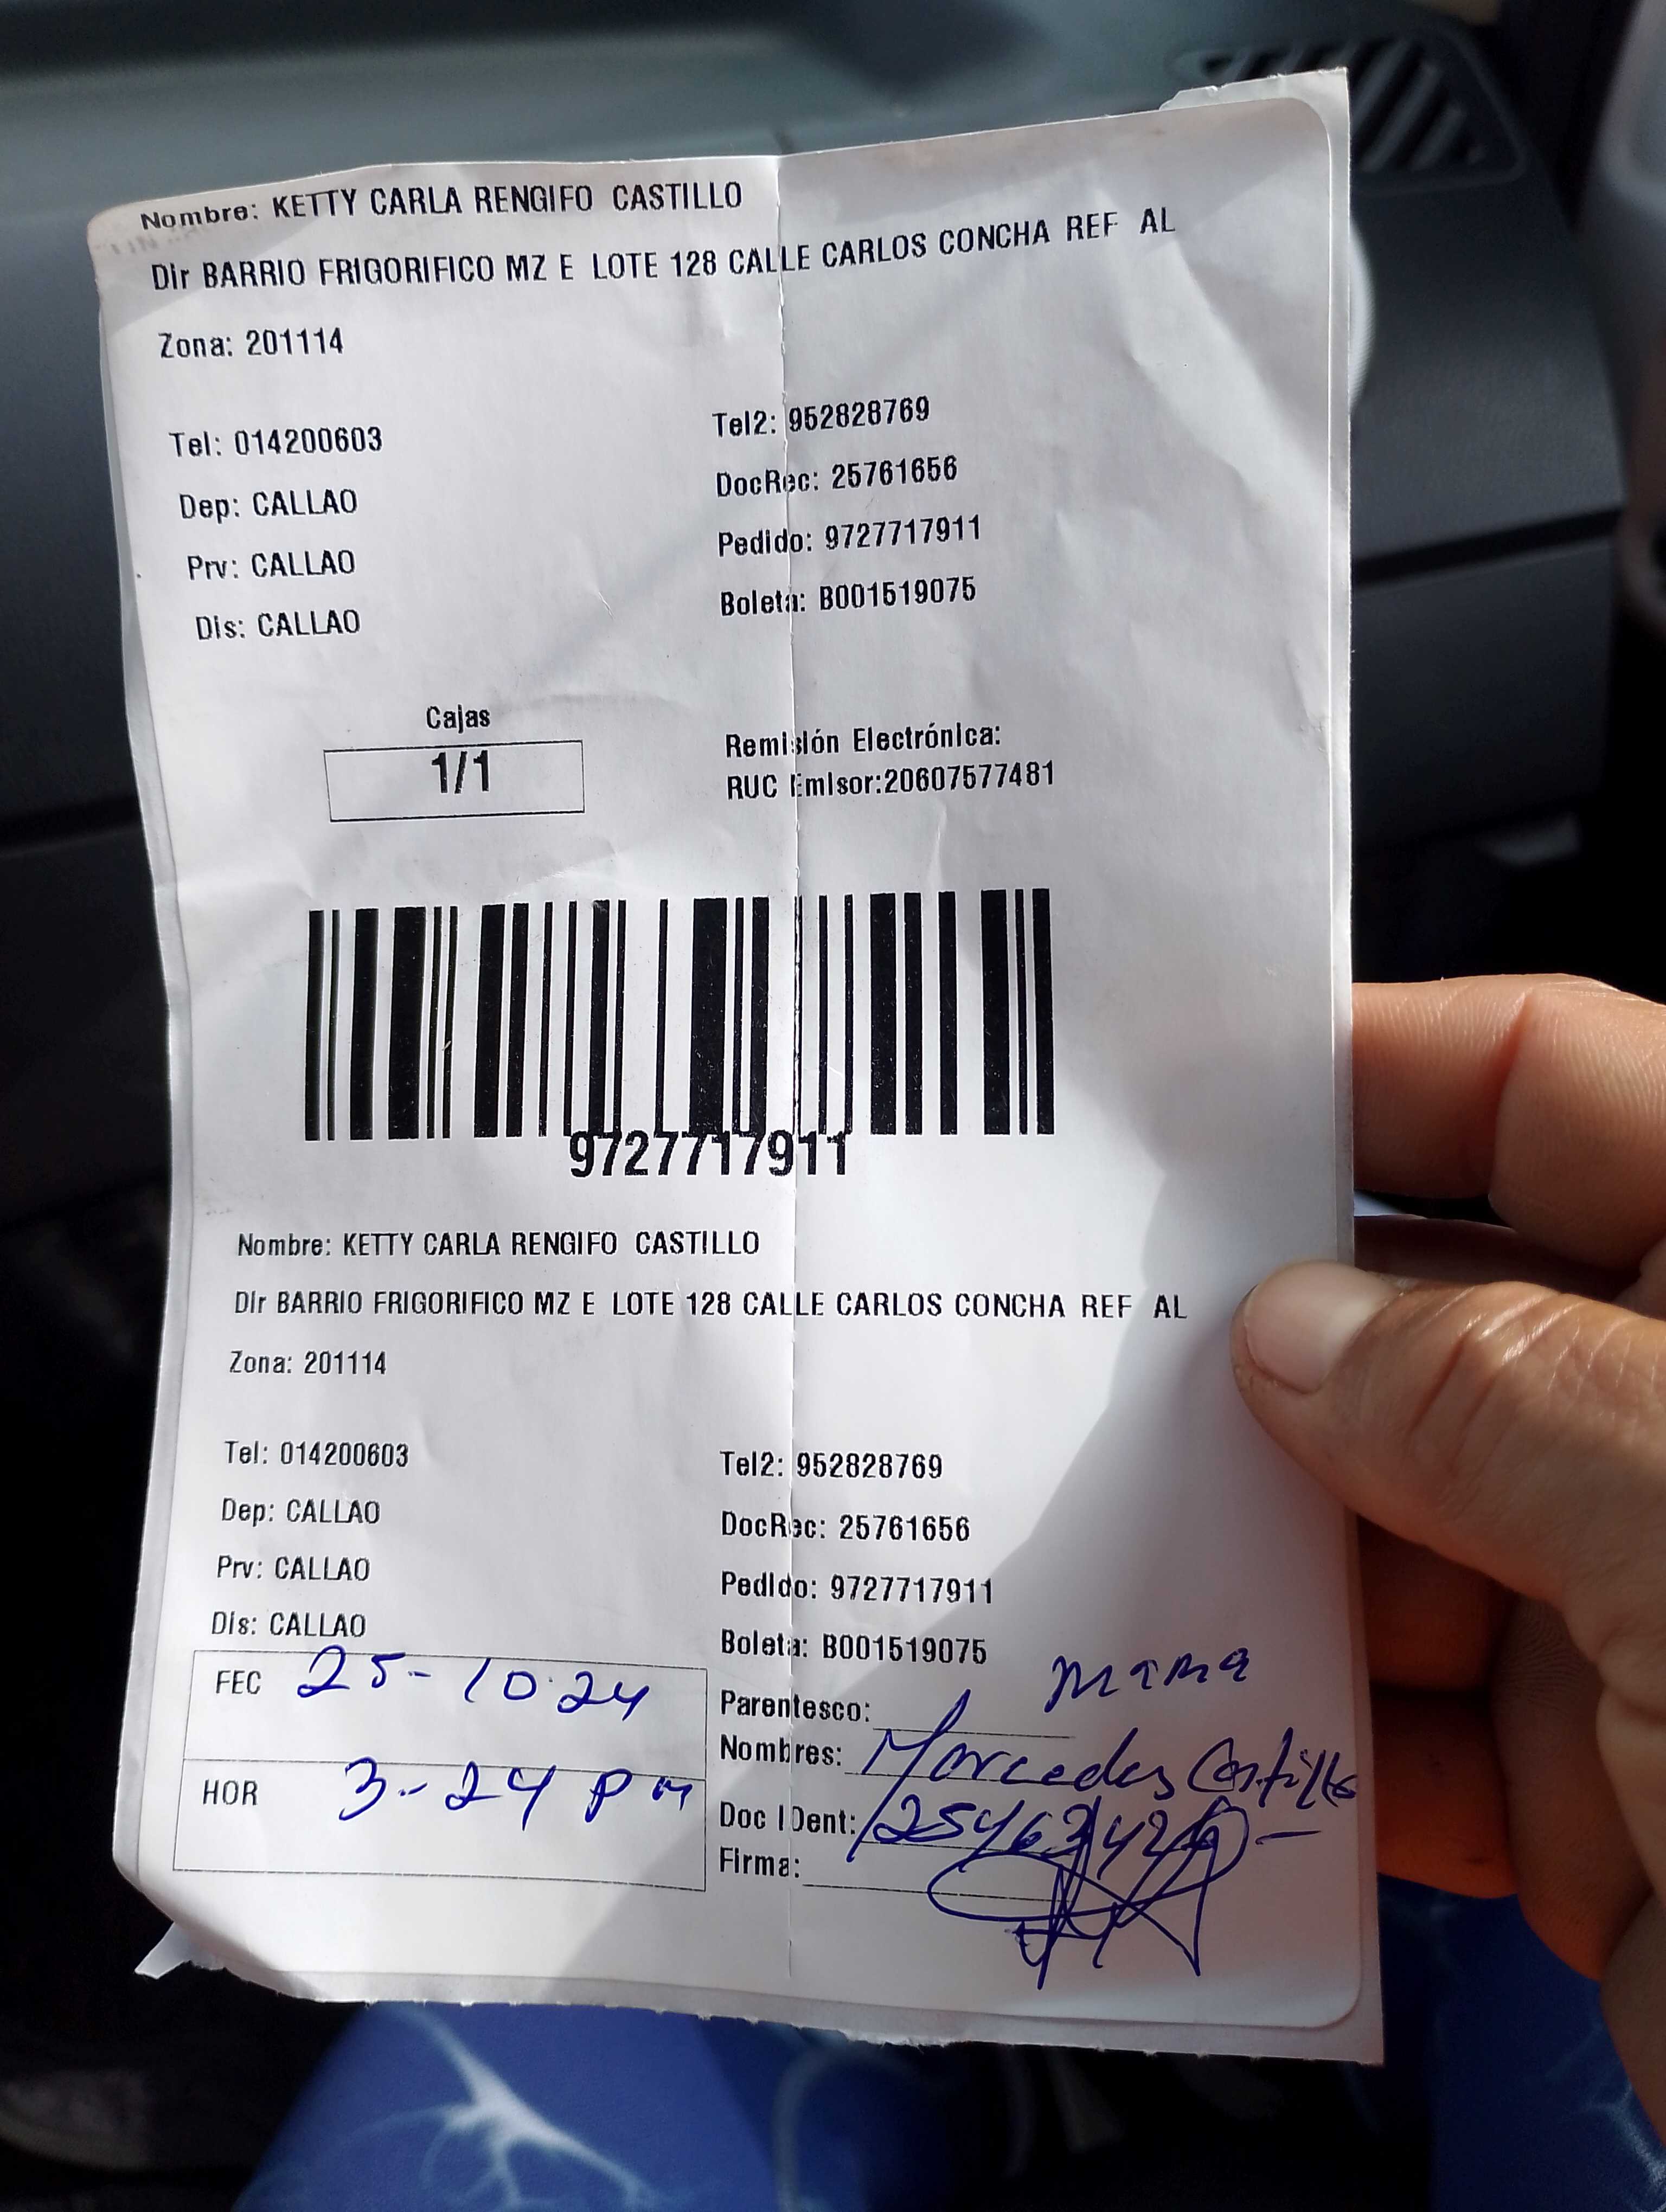 Nombre: KETTY CARLA RENGIFO CASTILLO
Dir BARRIO FRIGORIFICO MZ E LOTE 128 CALLE CARLOS CONCHA REF AL
Zona: 201114
Tel: 014200603
Tel2: 952828769
Dep: CALLAO
DocRec: 25761656
Prv: CALLAO
Pedido: 9727717911
Dis: CALLAO
Boleta: B001519075
Cajas
1/1
Remisión Electrónica:
RUC Emisor:20607577481
9727717911
Nombre: KETTY CARLA RENGIFO CASTILLO
Dir BARRIO FRIGORIFICO MZ E LOTE 128 CALLE CARLOS CONCHA REF AL
Zona: 201114
Tel: 014200603
Tel2: 952828769
Dep: CALLAO
DocRec: 25761656
Prv: CALLAO
Pedido: 9727717911
Dis: CALLAO
Boleta: B001519075
FEC 25-10-24
Parentesco: mama
Nombres: Mercedes Castillo
HOR 3-24 pm
Doc IDent:
Firma: